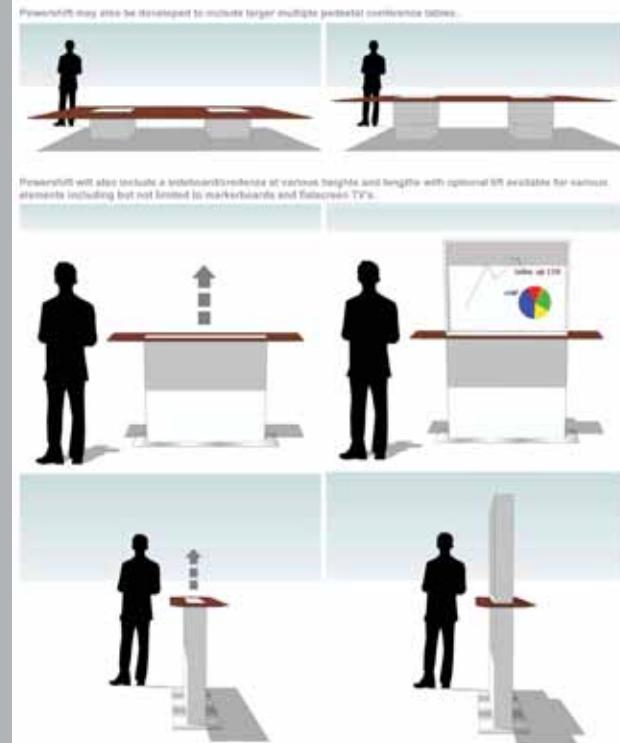 Powershift may also be developed to include larger multiple pedestal conference tables..
Powershift will also include a sideboard/credenza at various heights and lengths with optional lift available for various
elements including but not limited to markerboards and flatscreen TV's.